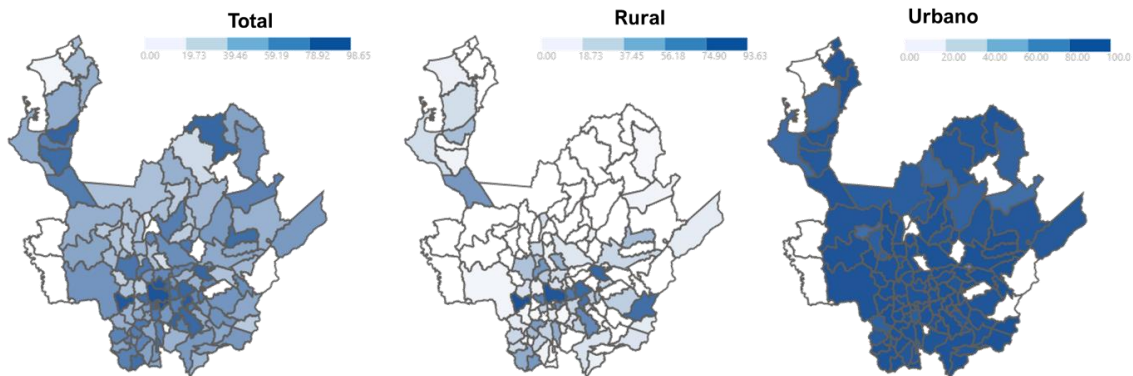 Total
0.00 19.73 39.46 59.19 78.92 98.65
Rural
0.00 18.73 37.45 56.18 74.90 93.63
Urbano
0.00 20.00 40.00 60.00 80.00 100.0